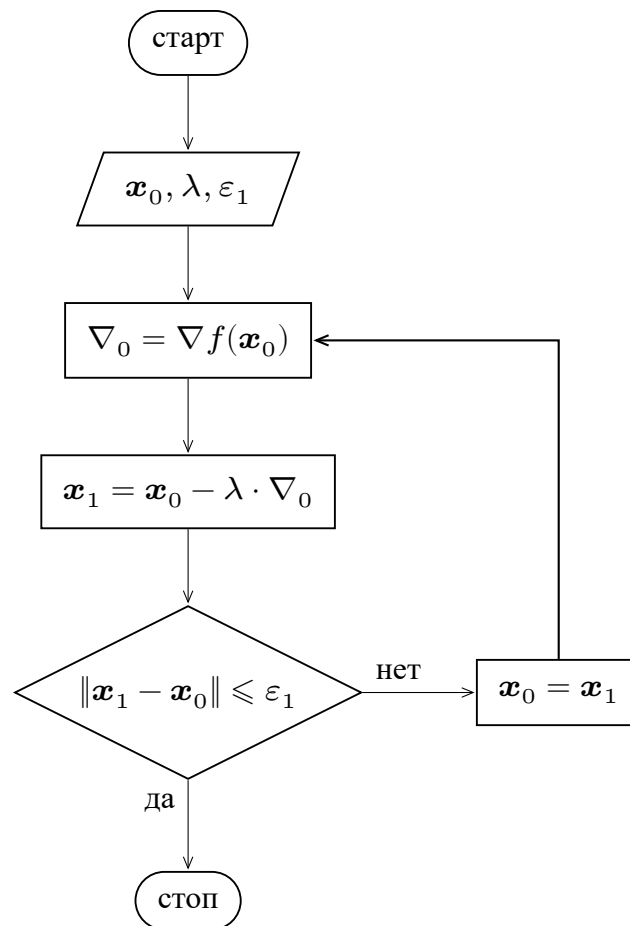 старт
𝒙₀, λ, ε₁
∇₀ = ∇f(𝒙₀)
𝒙₁ = 𝒙₀ − λ · ∇₀
‖𝒙₁ − 𝒙₀‖ ⩽ ε₁
нет
𝒙₀ = 𝒙₁
да
стоп